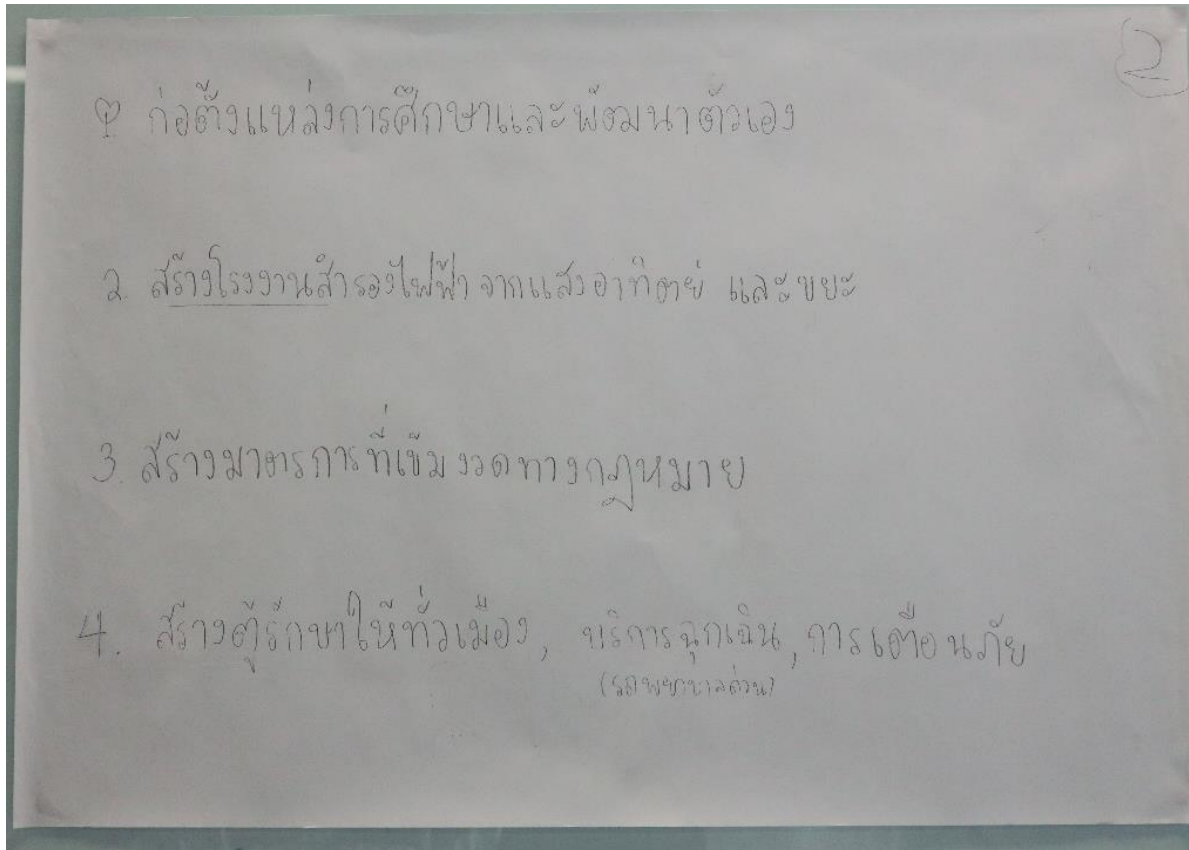 2
1. ก่อตั้งแหล่งการศึกษาและพัฒนาตัวเอง
2. สร้างโรงงานสำรองไฟฟ้า จากแสงอาทิตย์ และขยะ
3. สร้างมาตรการที่เข้มงวดทางกฎหมาย
4. สร้างตู้รักษาให้ทั่วเมือง, บริการฉุกเฉิน, การเตือนภัย
(รถพยาบาลด่วน)